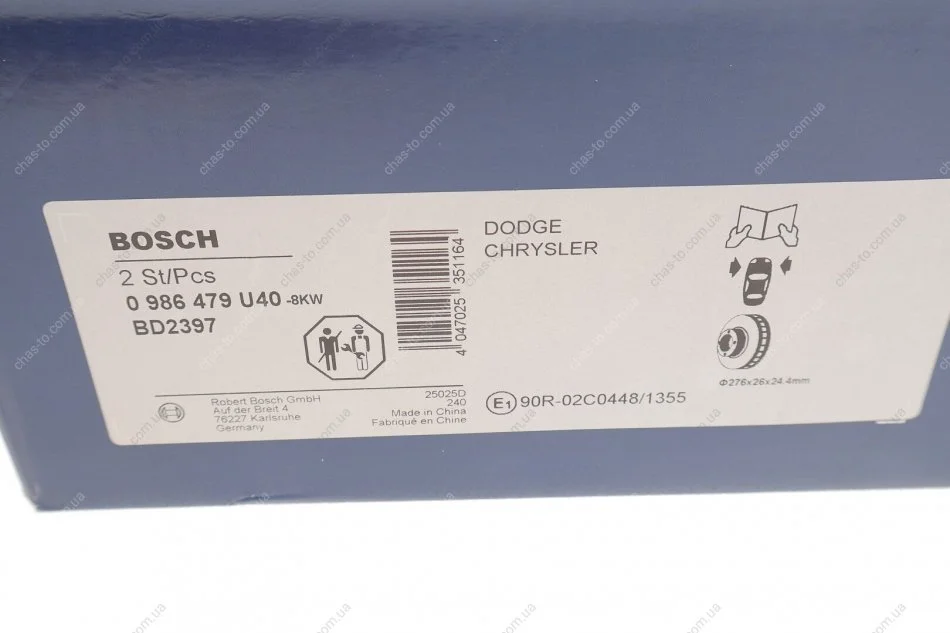 BOSCH
2 St/Pcs
0 986 479 U40 -8KW
BD2397
4 047025 351164
DODGE
CHRYSLER
Φ276x26x24.4mm
Robert Bosch GmbH
Auf der Breit 4
76227 Karlsruhe
Germany
25025D
240
Made in China
Fabriqué en Chine
E1 90R-02C0448/1355
chas-to.com.ua